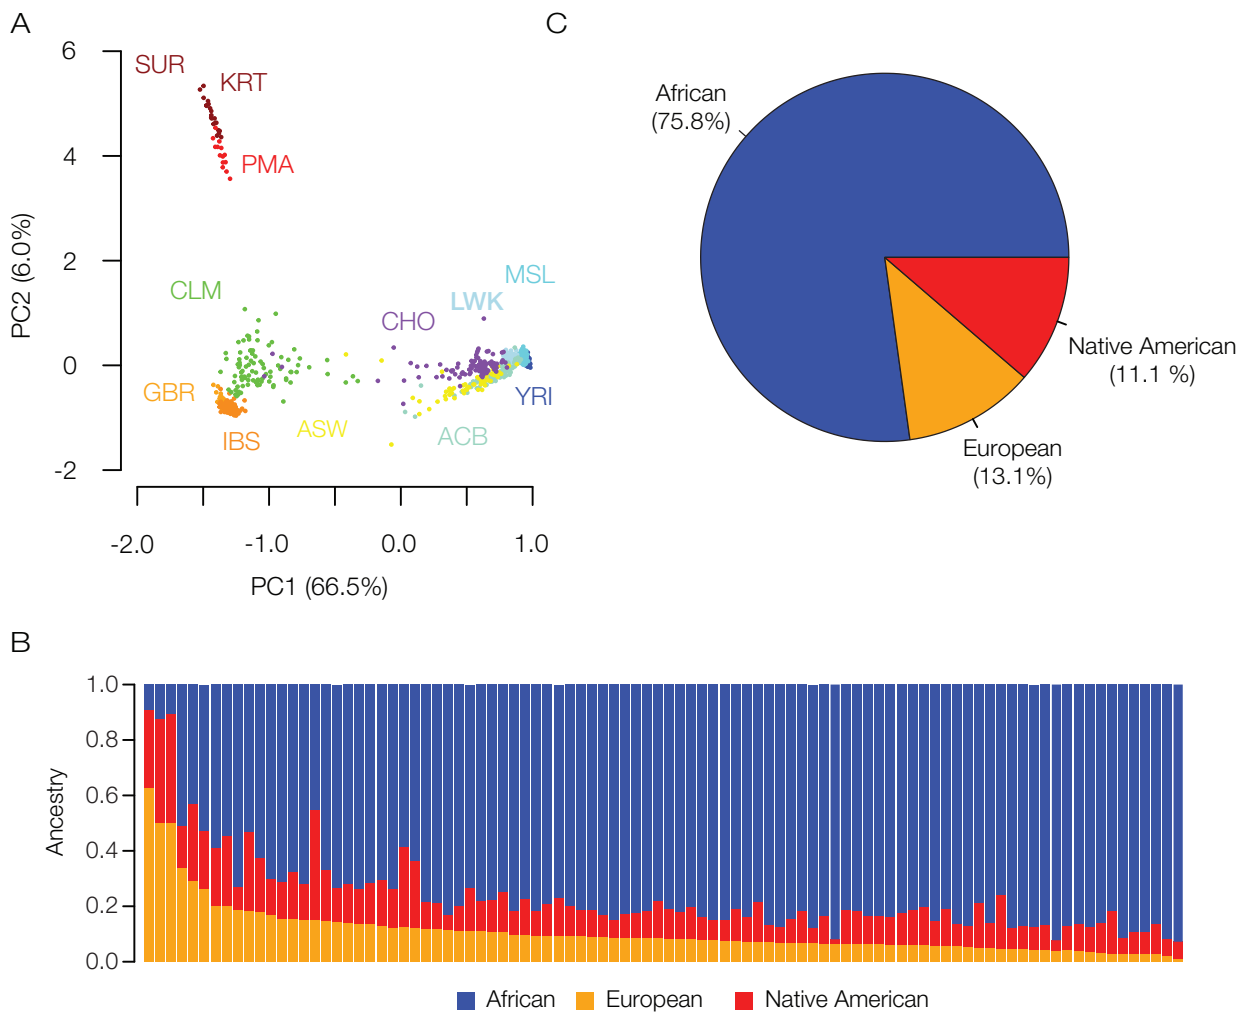 A
C
6
4
2
0
-2
PC2 (6.0%)
SUR
KRT
PMA
CLM
MSL
LWK
CHO
GBR
YRI
IBS
ASW
ACB
-2.0 -1.0 0.0 1.0
PC1 (66.5%)
African
(75.8%)
Native American
(11.1 %)
European
(13.1%)
B
1.0
0.8
0.6
0.4
0.2
0.0
Ancestry
African European Native American